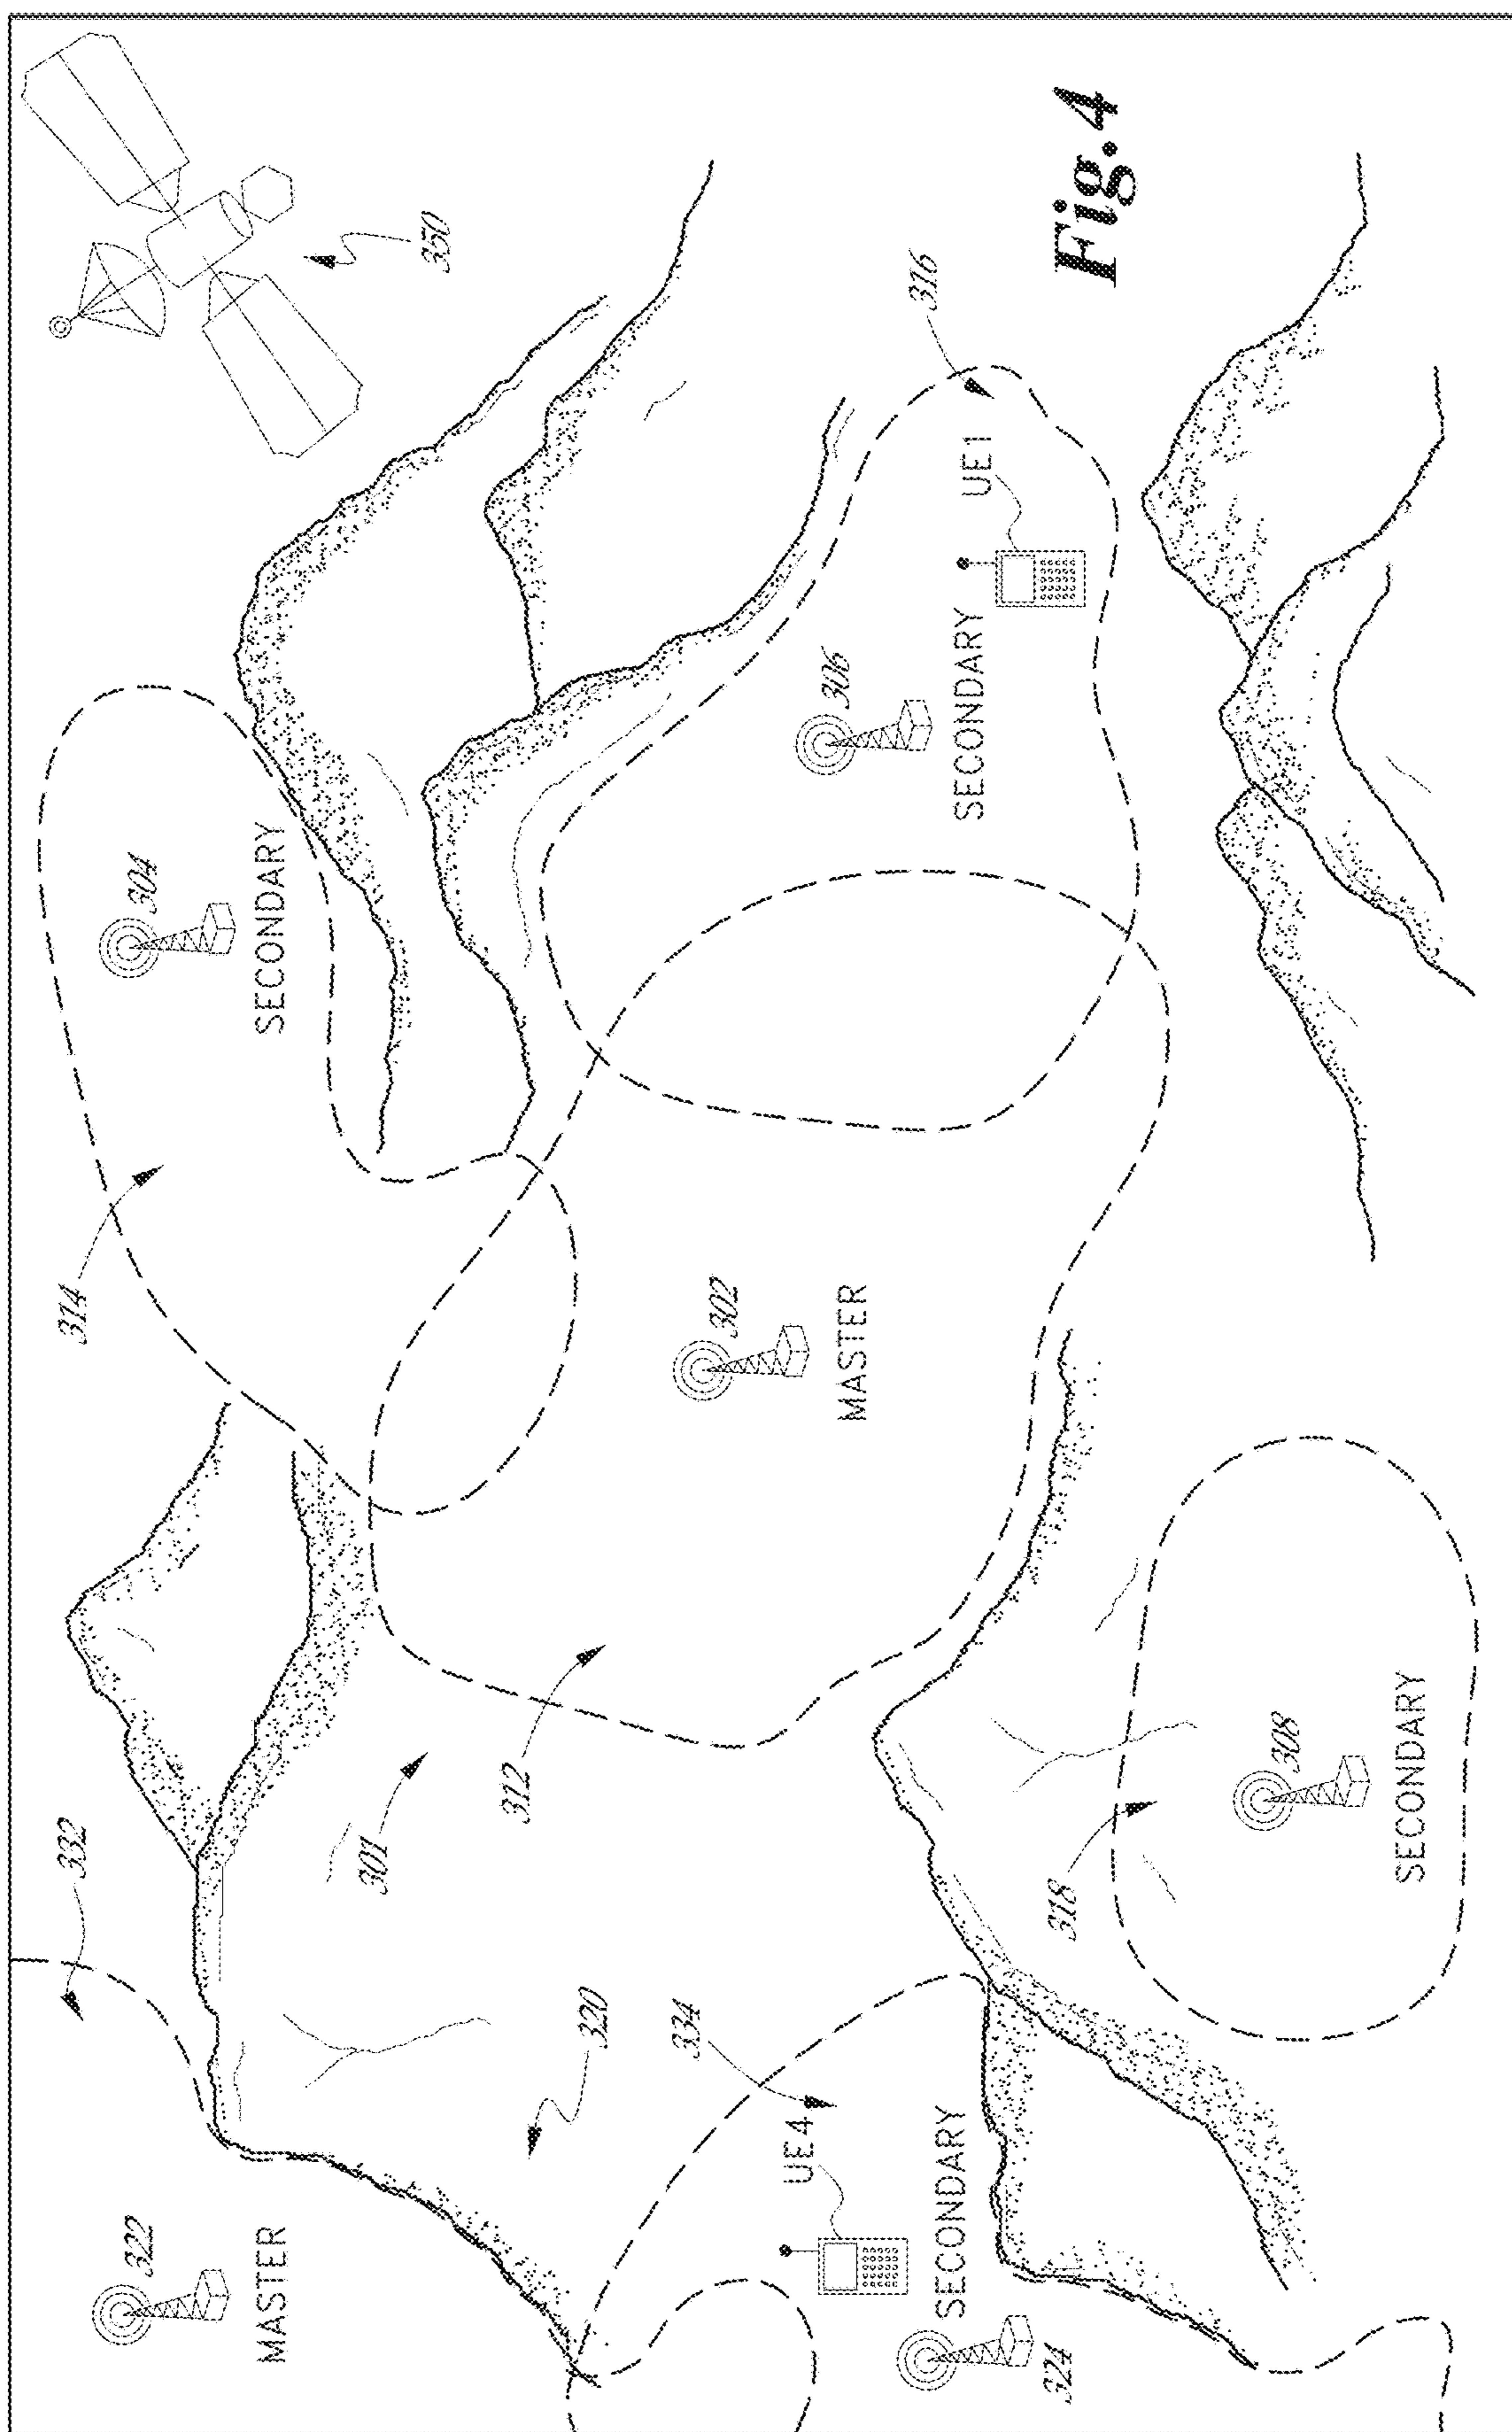 332
322
MASTER
314
304
SECONDARY
350
301
312
320
302
MASTER
334
UE4
SECONDARY
324
306
SECONDARY
UE1
316
318
308
SECONDARY
Fig. 4